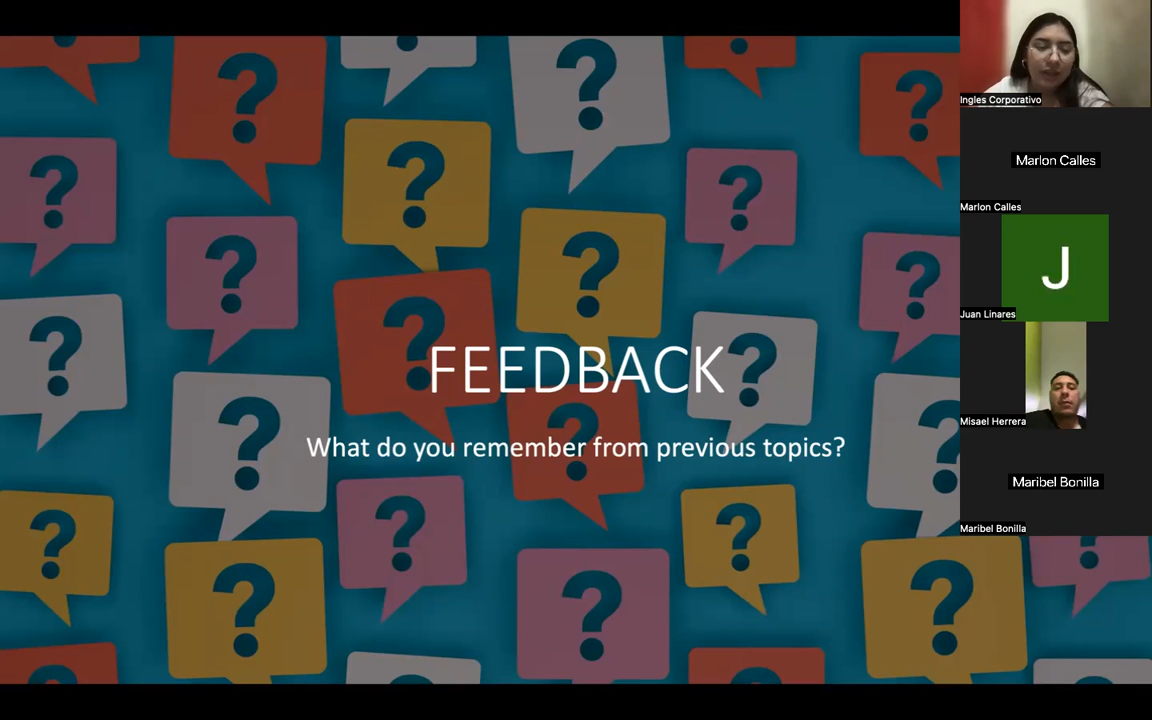 FEEDBACK
What do you remember from previous topics?
Ingles Corporativo
Marlon Calles
Marlon Calles
J
Juan Linares
Misael Herrera
Maribel Bonilla
Maribel Bonilla